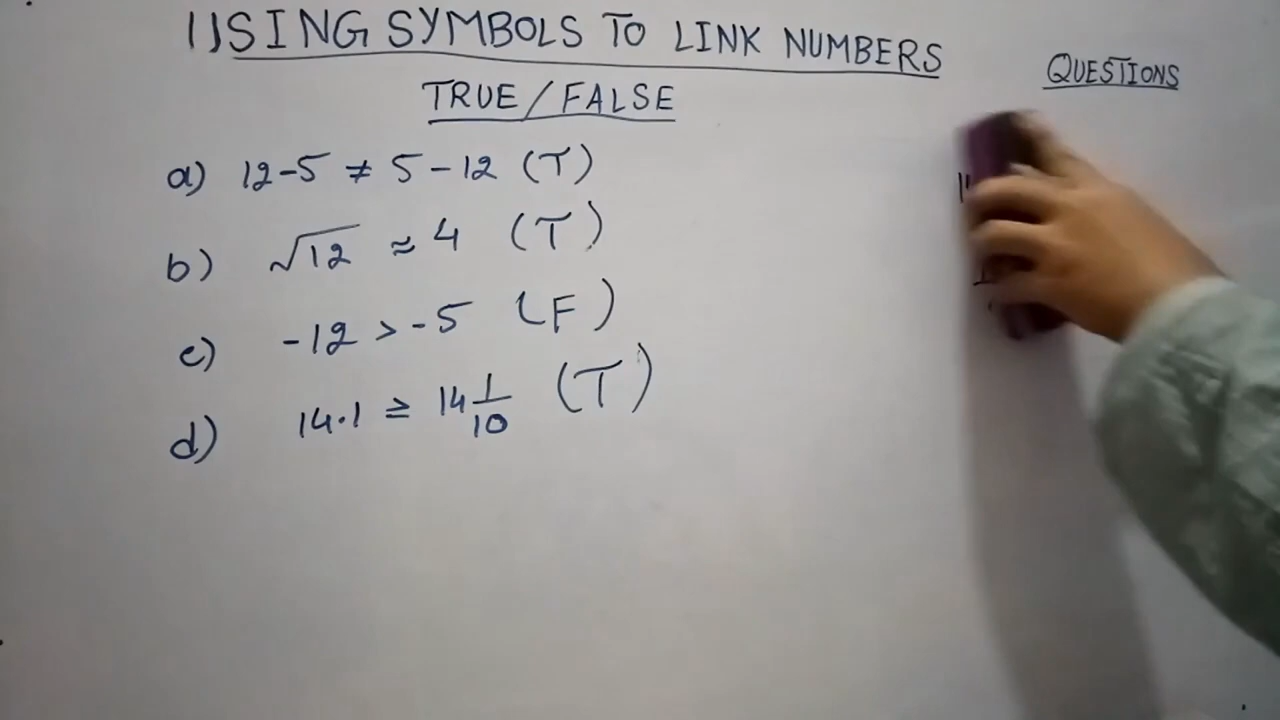 USING SYMBOLS TO LINK NUMBERS
QUESTIONS
TRUE/FALSE
a) 12-5 ≠ 5-12 (T)
b) √12 ≈ 4 (T)
c) -12 > -5 (F)
d) 14.1 ≥ 14 1/10 (T)